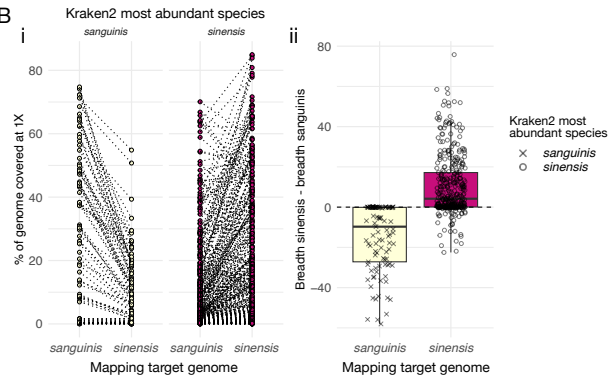 B
Kraken2 most abundant species
i
sanguinis
sinensis
% of genome covered at 1X
80
60
40
20
0
sanguinis
sinensis
sanguinis
sinensis
Mapping target genome
ii
Breadth sinensis - breadth sanguinis
80
40
0
−40
sanguinis
sinensis
Mapping target genome
Kraken2 most
abundant species
sanguinis
sinensis